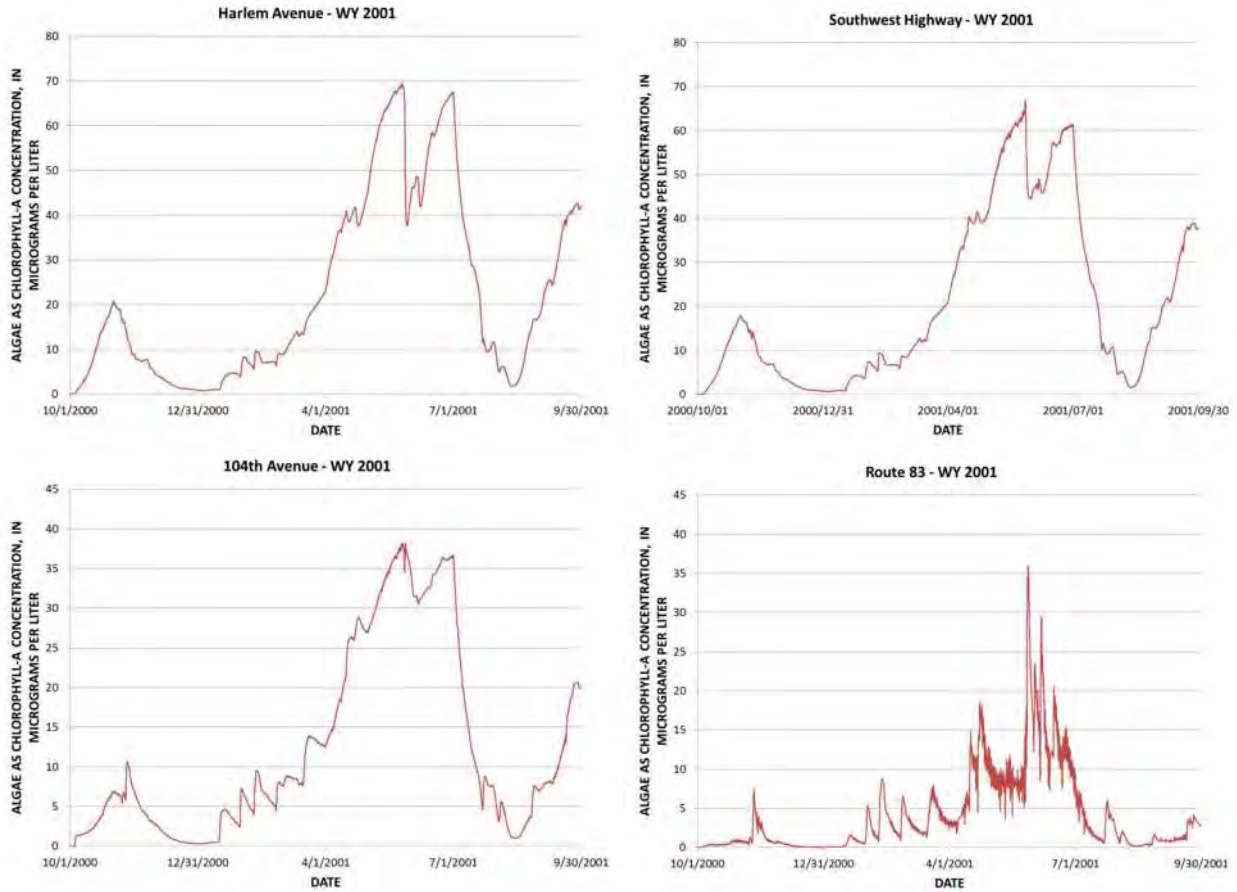 Harlem Avenue - WY 2001
ALGAE AS CHLOROPHYLL-A CONCENTRATION, IN
MICROGRAMS PER LITER
80
70
60
50
40
30
20
10
0
10/1/2000 12/31/2000 4/1/2001 7/1/2001 9/30/2001
DATE
Southwest Highway - WY 2001
ALGAE AS CHLOROPHYLL-A CONCENTRATION, IN
MICROGRAMS PER LITER
80
70
60
50
40
30
20
10
0
2000/10/01 2000/12/31 2001/04/01 2001/07/01 2001/09/30
DATE
104th Avenue - WY 2001
ALGAE AS CHLOROPHYLL-A CONCENTRATION, IN
MICROGRAMS PER LITER
45
40
35
30
25
20
15
10
5
0
10/1/2000 12/31/2000 4/1/2001 7/1/2001 9/30/2001
DATE
Route 83 - WY 2001
ALGAE AS CHLOROPHYLL-A CONCENTRATION, IN
MICROGRAMS PER LITER
45
40
35
30
25
20
15
10
5
0
10/1/2000 12/31/2000 4/1/2001 7/1/2001 9/30/2001
DATE